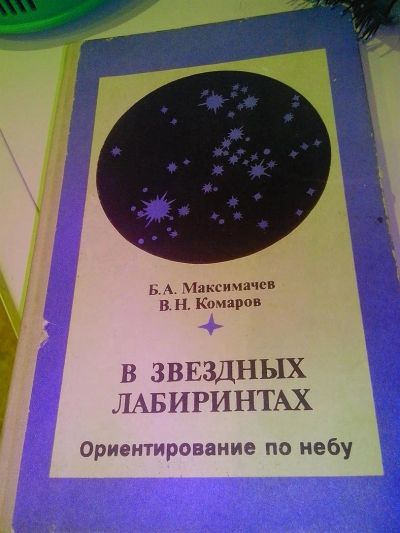 Б.А. Максимачев
В.Н. Комаров
В ЗВЕЗДНЫХ
ЛАБИРИНТАХ
Ориентирование по небу